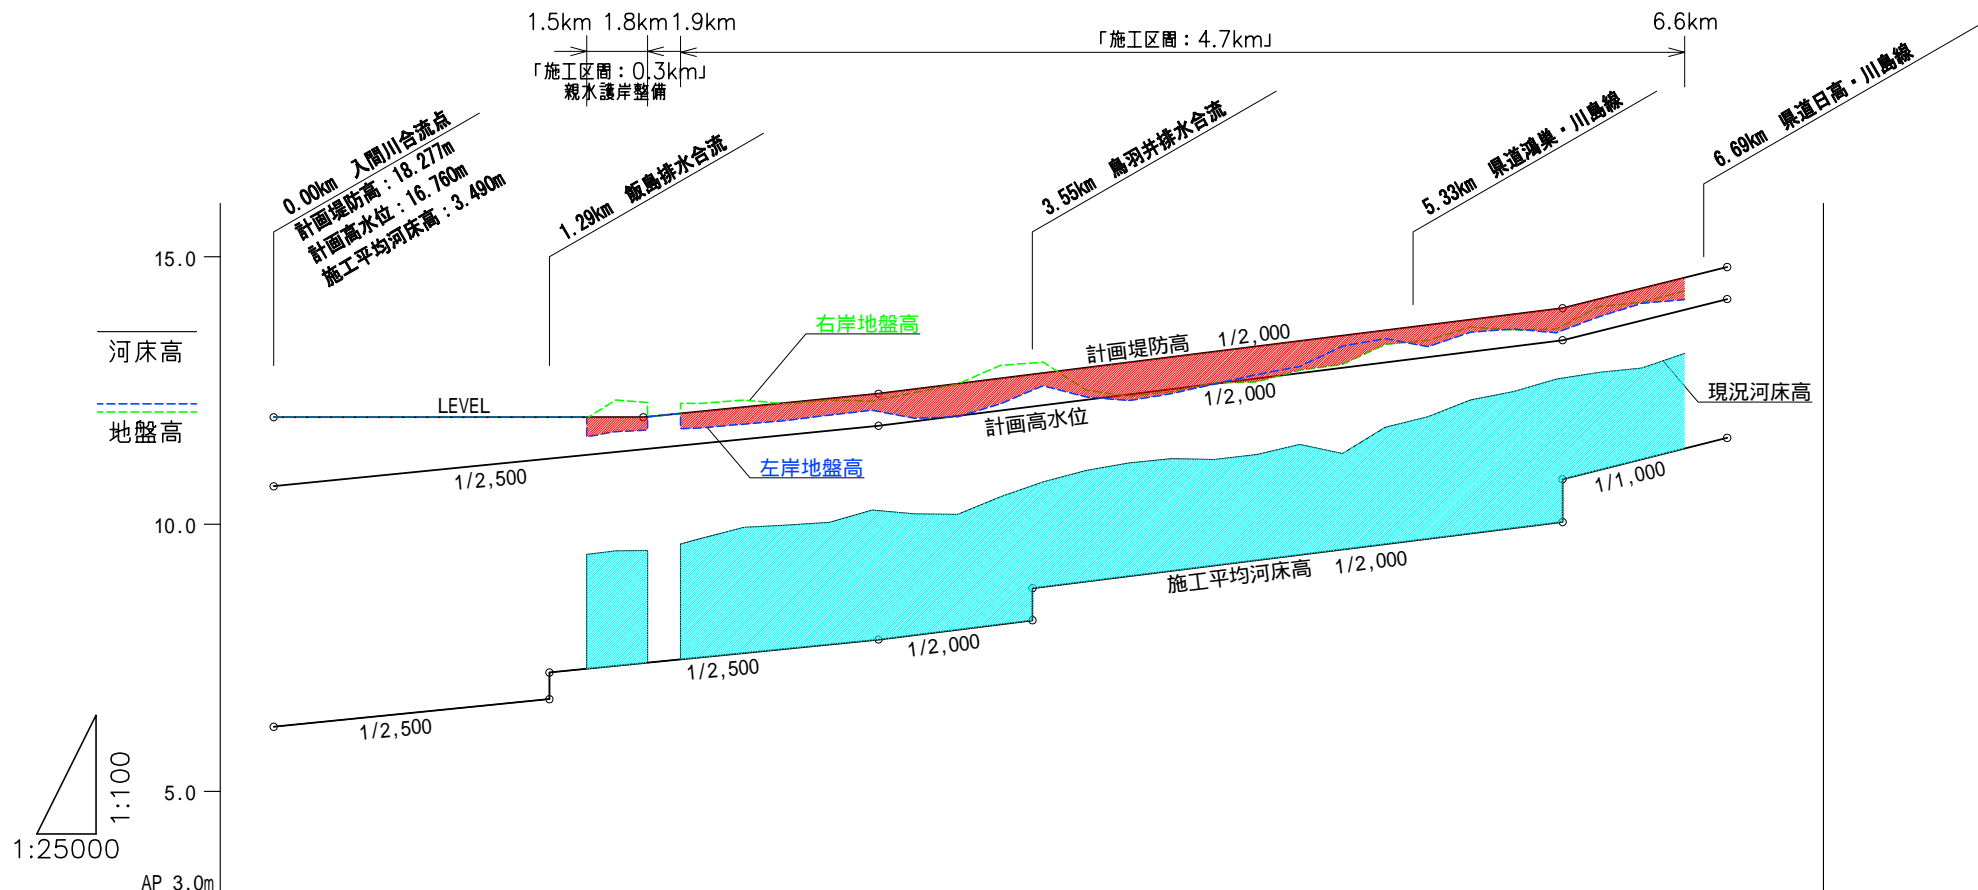 1.5km 1.8km 1.9km 6.6km
「施工区間：4.7km」
「施工区間：0.3km」
親水護岸整備
0.00km 入間川合流点
計画堤防高：18.277m
計画高水位：16.760m
施工平均河床高：3.490m
1.29km 飯島排水合流
3.55km 鳥羽井排水合流
5.33km 県道鴻巣・川島線
6.69km 県道日高・川島線
15.0
河床高
地盤高
右岸地盤高
計画堤防高 1/2,000
LEVEL
1/2,000
計画高水位
現況河床高
左岸地盤高
1/2,500
10.0
1/1,000
施工平均河床高 1/2,000
1/2,000
1/2,500
1/2,500
5.0
1:100
1:25000
AP 3.0m